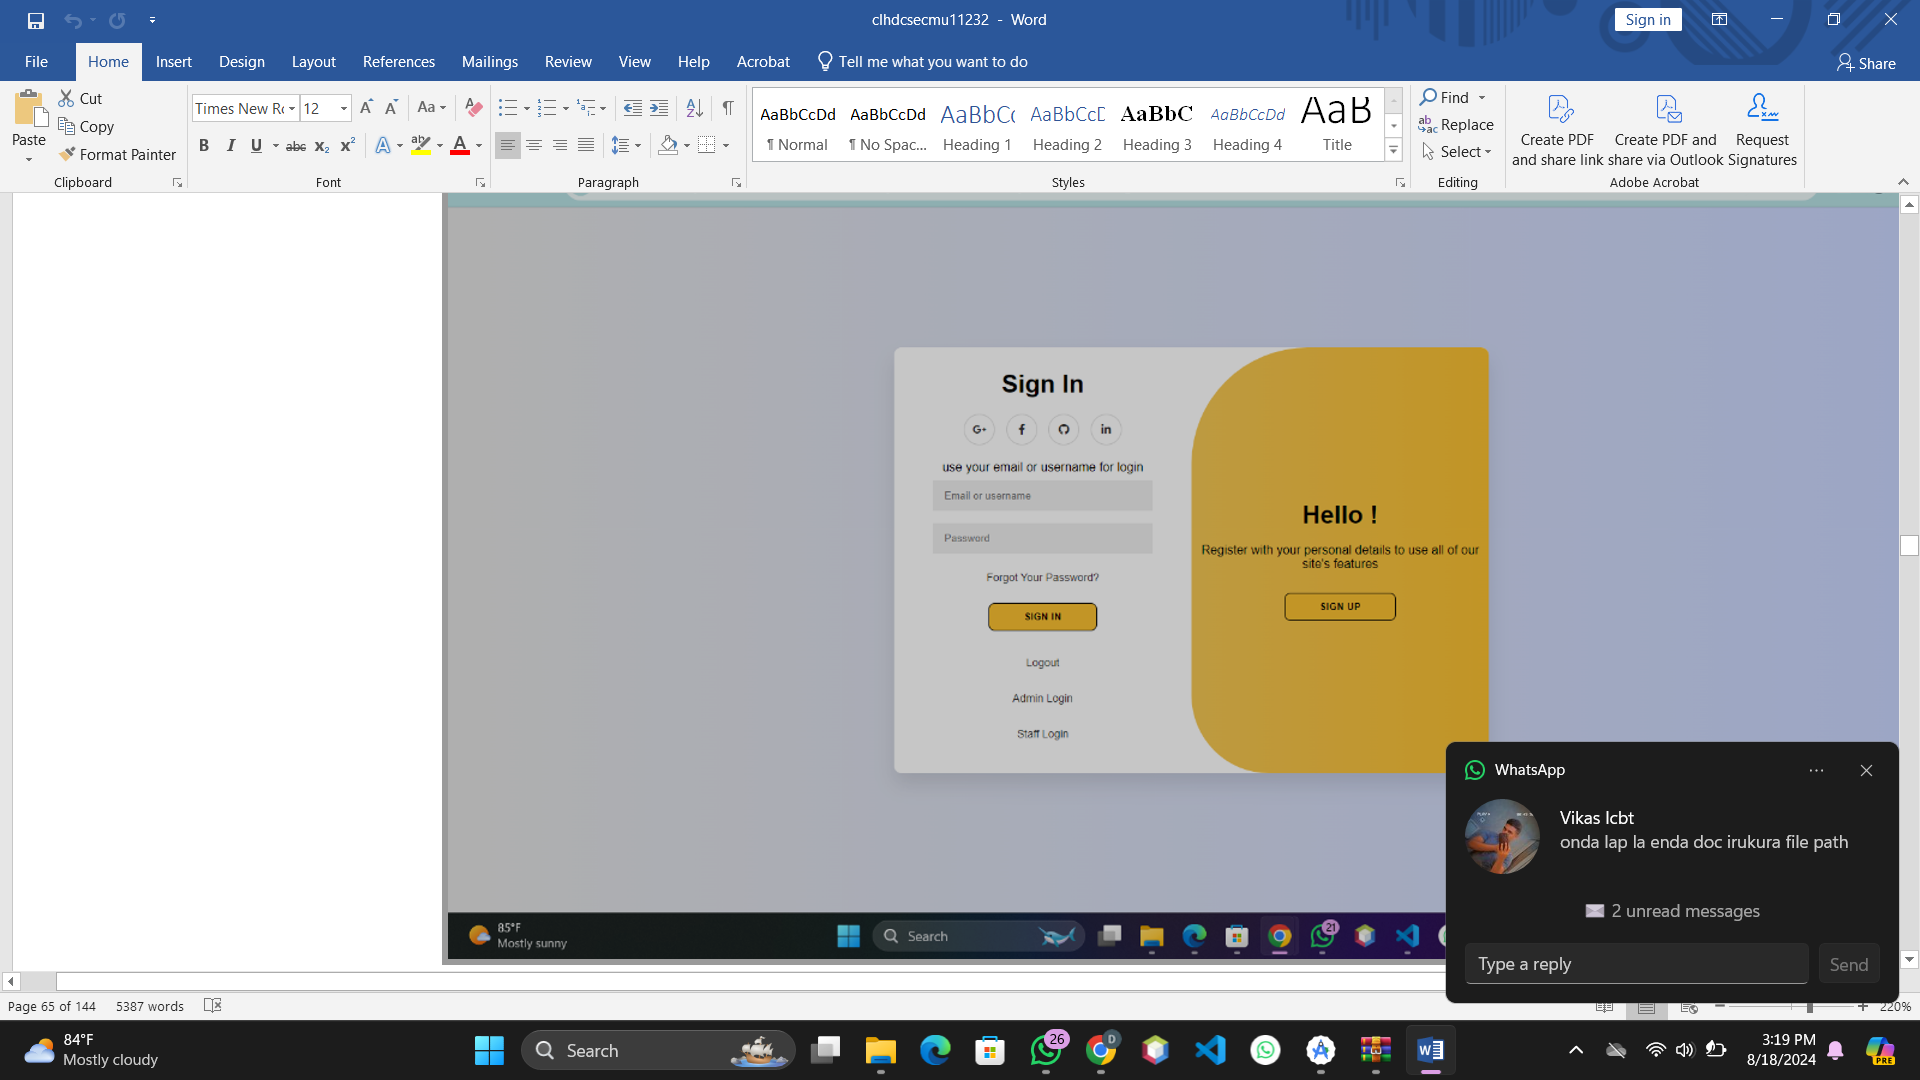 clhdcsecmu11232 - Word
Sign in
File Home Insert Design Layout References Mailings Review View Help Acrobat Tell me what you want to do Share
Paste
Cut
Copy
Format Painter
Clipboard
Times New Ro 12
Aa
B I U abc x₂ x² A A
Font
Paragraph
AaBbCcDd AaBbCcDd AaBbCc AaBbCcD AaBbC AaBbCcDd AaB
¶ Normal ¶ No Spac... Heading 1 Heading 2 Heading 3 Heading 4 Title
Styles
Find
Replace
Select
Editing
Create PDF and share link
Create PDF and share via Outlook
Request Signatures
Adobe Acrobat
Sign In
G+ f in
use your email or username for login
Email or username
Password
Forgot Your Password?
SIGN IN
Logout
Admin Login
Staff Login
Hello !
Register with your personal details to use all of our
site's features
SIGN UP
85°F
Mostly sunny
Search
21
WhatsApp
Vikas Icbt
onda lap la enda doc irukura file path
2 unread messages
Type a reply
Send
Page 65 of 144 5387 words
220%
84°F
Mostly cloudy
Search
26
D
3:19 PM
8/18/2024
PRE